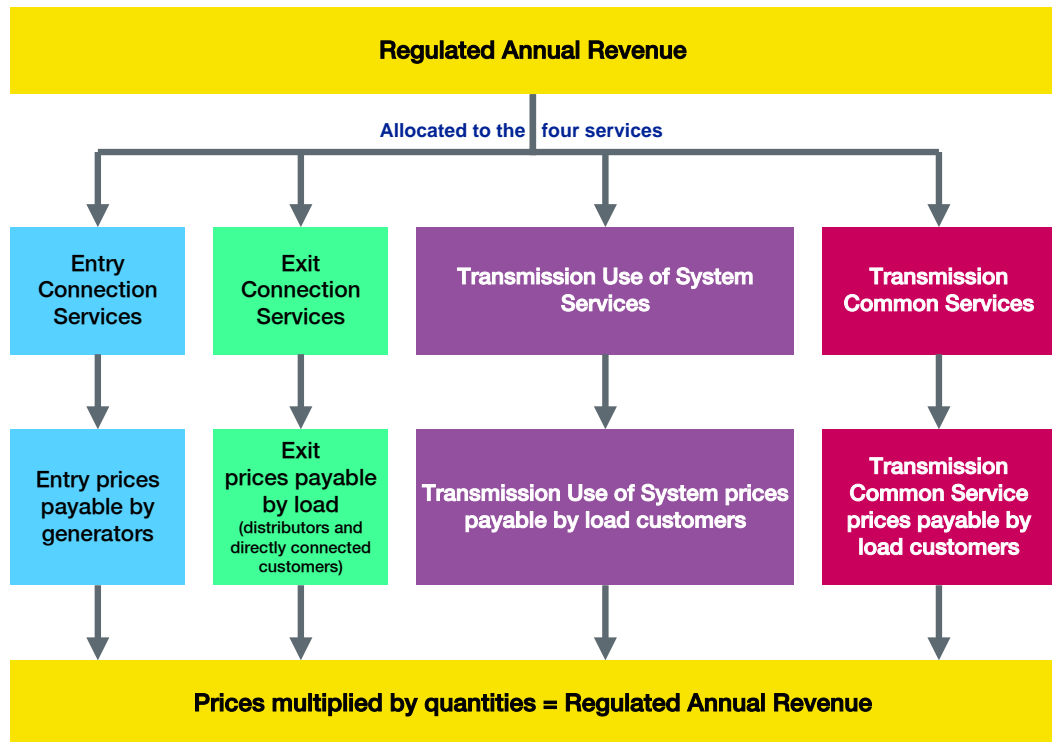 Regulated Annual Revenue
Allocated to the four services
Entry
Connection
Services
Exit
Connection
Services
Transmission Use of System
Services
Transmission
Common Services
Entry prices
payable by
generators
Exit
prices payable
by load
(distributors and
directly connected
customers)
Transmission Use of System prices
payable by load customers
Transmission
Common Service
prices payable by
load customers
Prices multiplied by quantities = Regulated Annual Revenue